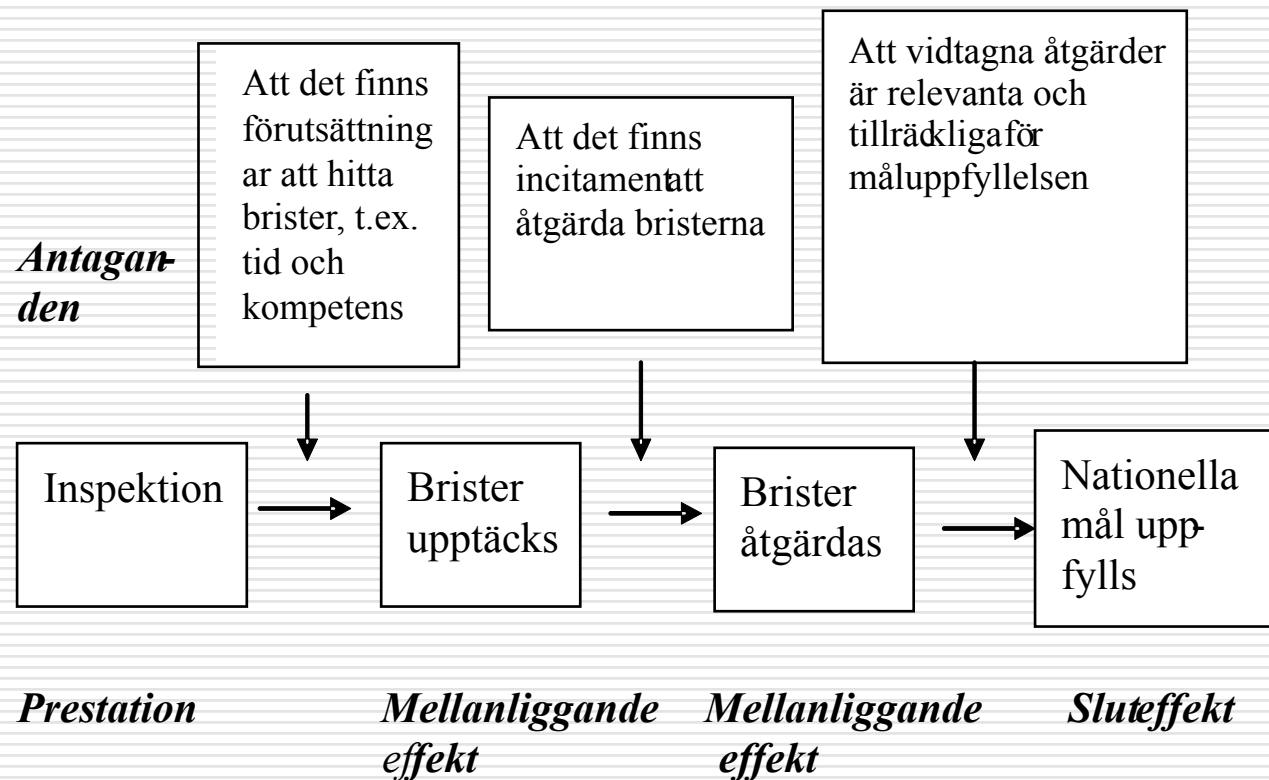 Att det finns
förutsättning
ar att hitta
brister, t.ex.
tid och
kompetens
Att det finns
incitament att
åtgärda bristerna
Att vidtagna åtgärder
är relevanta och
tillräckliga för
måluppfyllelsen
Antagan-
den
Inspektion
Brister
upptäcks
Brister
åtgärdas
Nationella
mål upp-
fylls
Prestation
Mellanliggande
effekt
Mellanliggande
effekt
Sluteffekt